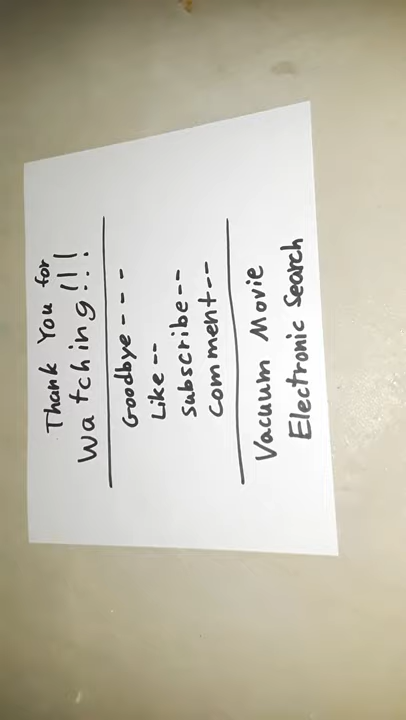 Thank You for
Watching!!!
Goodbye----
Like--
subscribe--
comment--
Vacuum Movie
Electronic Search